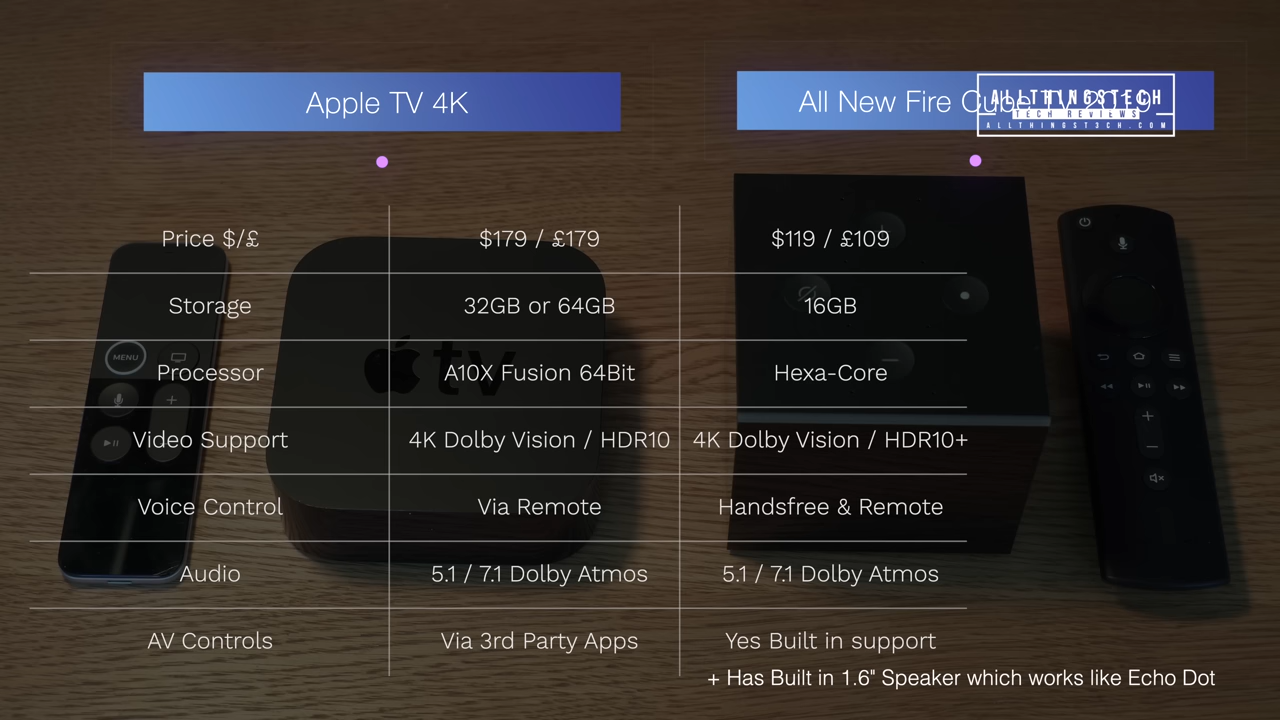 Apple TV 4K
All New Fire Cube TV 2019
ALLTHINGSTECH
TECH REVIEWS
ALLTHINGST3CH.COM
Price $/£ $179 / £179 $119 / £109
Storage 32GB or 64GB 16GB
tv
MENU
Processor A10X Fusion 64Bit Hexa-Core
Video Support 4K Dolby Vision / HDR10 4K Dolby Vision / HDR10+
Voice Control Via Remote Handsfree & Remote
Audio 5.1 / 7.1 Dolby Atmos 5.1 / 7.1 Dolby Atmos
AV Controls Via 3rd Party Apps Yes Built in support
+ Has Built in 1.6" Speaker which works like Echo Dot